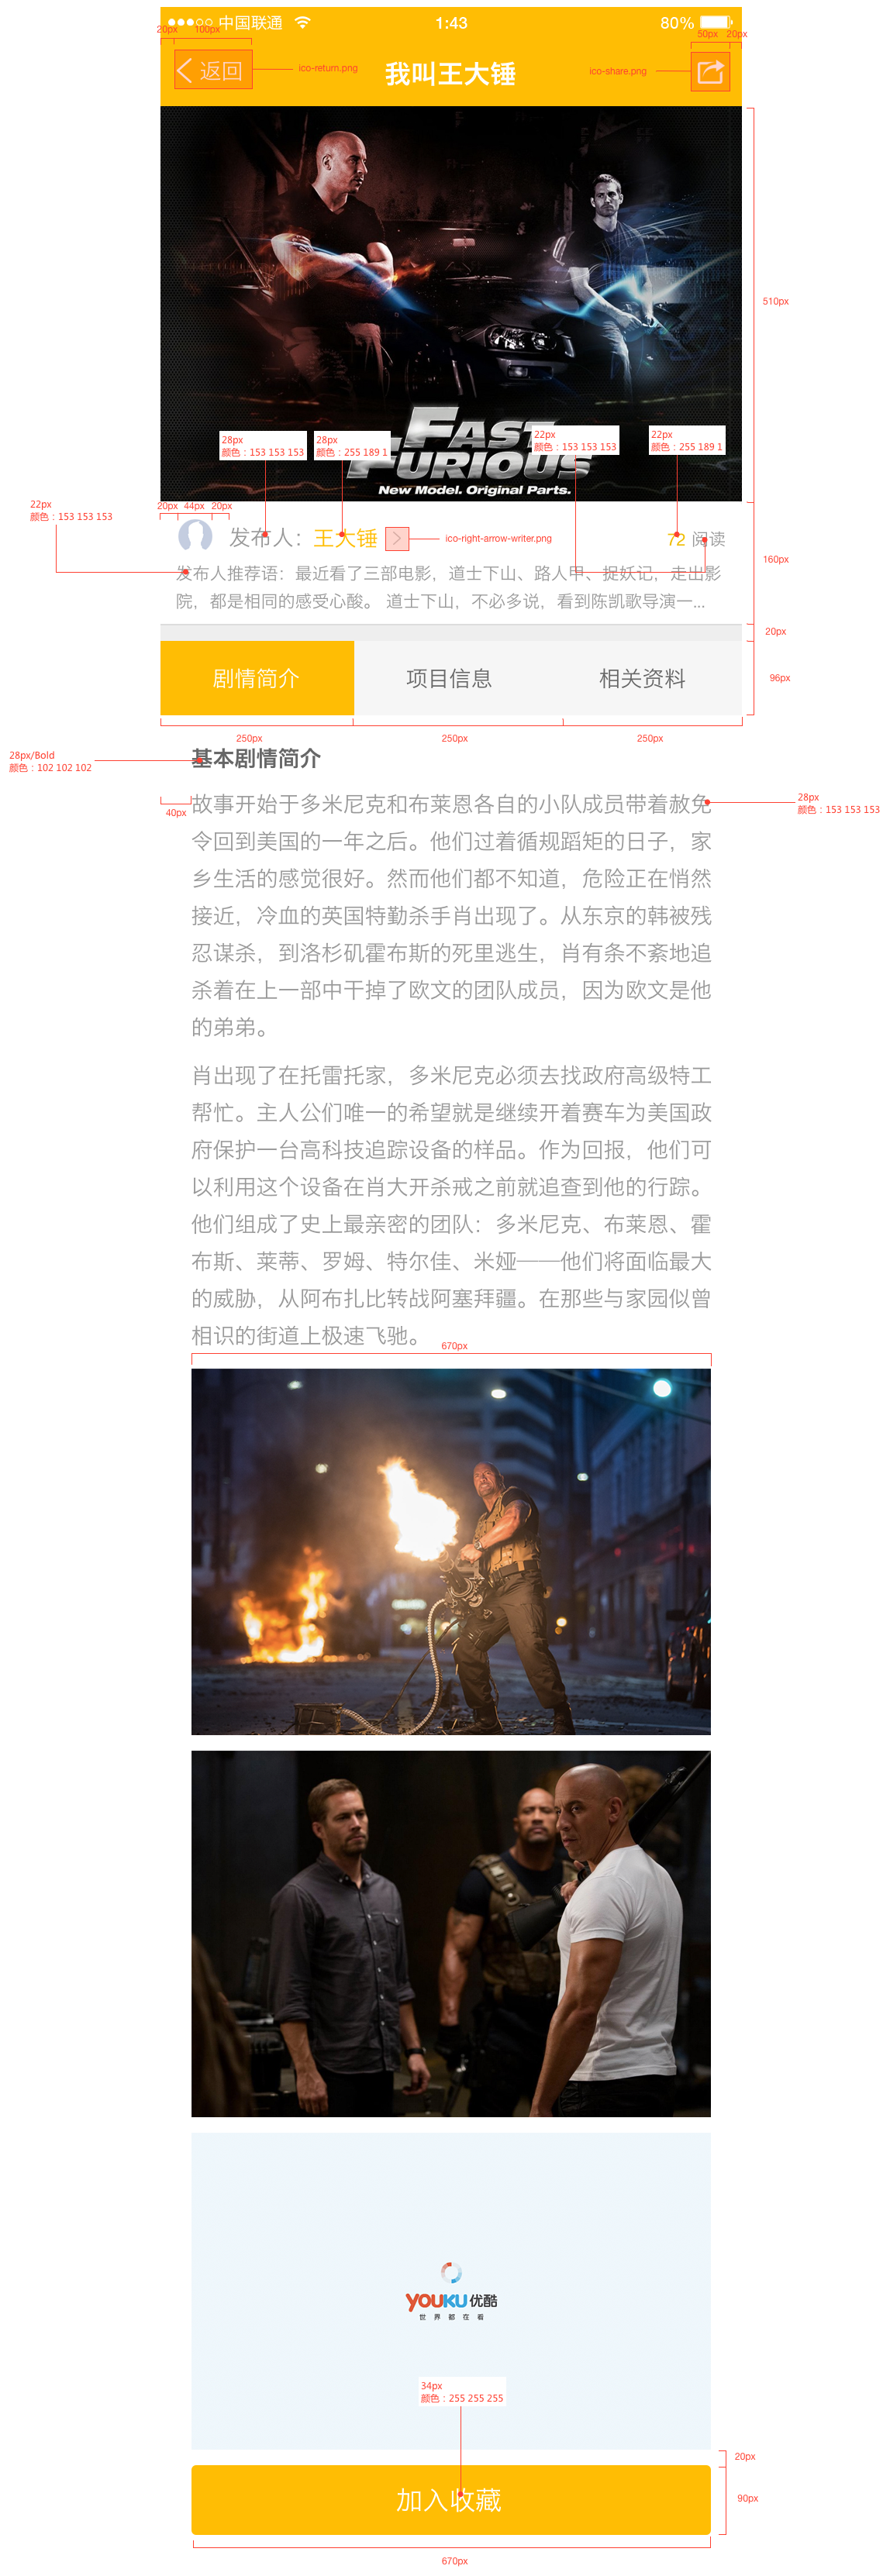 中国联通 1:43 80%
20px 100px 50px 20px
返回 ico-return.png 我叫王大锤 ico-share.png
510px
FAST
FURIOUS
New Model. Original Parts.
28px
颜色：153 153 153
28px
颜色：255 189 1
22px
颜色：153 153 153
22px
颜色：255 189 1
22px
颜色：153 153 153
20px 44px 20px
发布人：王大锤 ico-right-arrow-writer.png 72 阅读
160px
发布人推荐语：最近看了三部电影，道士下山、路人甲、捉妖记，走出影
院，都是相同的感受心酸。 道士下山，不必多说，看到陈凯歌导演一...
20px
剧情简介 项目信息 相关资料
96px
250px 250px 250px
28px/Bold
颜色：102 102 102
基本剧情简介
28px
颜色：153 153 153
40px
故事开始于多米尼克和布莱恩各自的小队成员带着赦免
令回到美国的一年之后。他们过着循规蹈矩的日子，家
乡生活的感觉很好。然而他们都不知道，危险正在悄然
接近，冷血的英国特勤杀手肖出现了。从东京的韩被残
忍谋杀，到洛杉矶霍布斯的死里逃生，肖有条不紊地追
杀着在上一部中干掉了欧文的团队成员，因为欧文是他
的弟弟。
肖出现了在托雷托家，多米尼克必须去找政府高级特工
帮忙。主人公们唯一的希望就是继续开着赛车为美国政
府保护一台高科技追踪设备的样品。作为回报，他们可
以利用这个设备在肖大开杀戒之前就追查到他的行踪。
他们组成了史上最亲密的团队：多米尼克、布莱恩、霍
布斯、莱蒂、罗姆、特尔佳、米娅——他们将面临最大
的威胁，从阿布扎比转战阿塞拜疆。在那些与家园似曾
相识的街道上极速飞驰。
670px
YOUKU 优酷
世界都在看
34px
颜色：255 255 255
20px
加入收藏
90px
670px